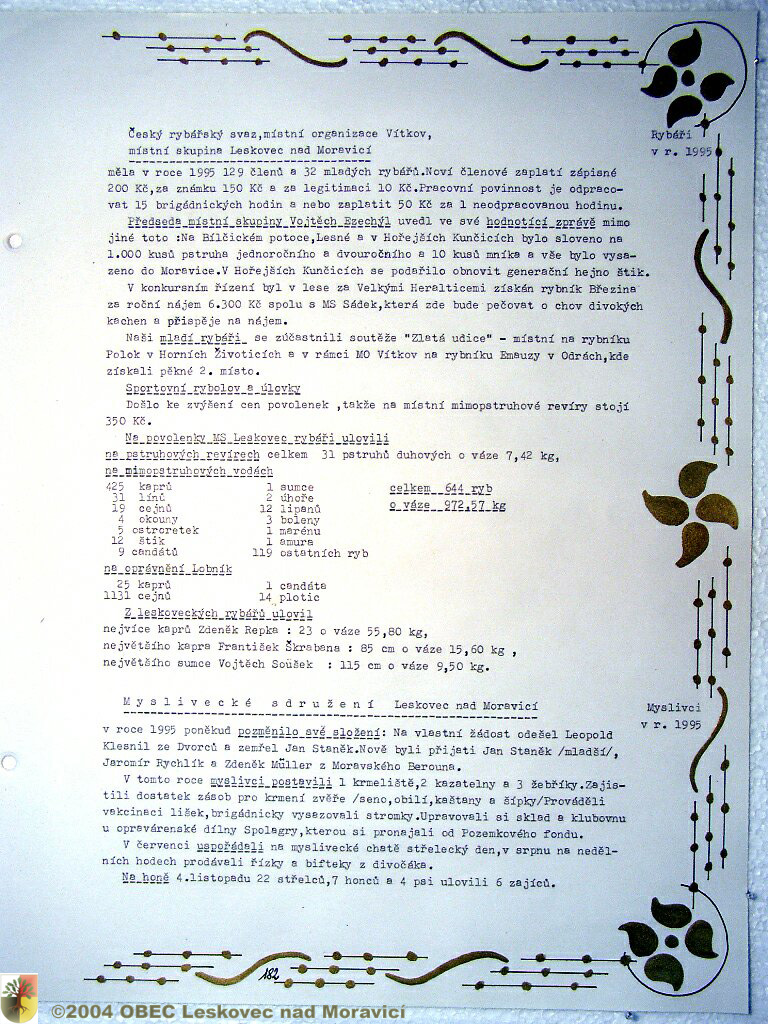 Český rybářský svaz,místní organizace Vítkov,
místní skupina Leskovec nad Moravicí
Rybáři
v r. 1995
měla v roce 1995 129 členů a 32 mladých rybářů.Noví členové zaplatí zápisné
200 Kč,za známku 150 Kč a za legitimaci 10 Kč.Pracovní povinnost je odpraco-
vat 15 brigádnických hodin a nebo zaplatit 50 Kč za 1 neodpracovanou hodinu.
Předseda místní skupiny Vojtěch Ezechýl uvedl ve své hodnotící zprávě mimo
jiné toto :Na Bílčickém potoce,Lesné a v Hořejších Kunčicích bylo sloveno na
1.000 kusů pstruha jednoročního a dvouročního a 10 kusů mníka a vše bylo vysa-
zeno do Moravice.V Hořejších Kunčicích se podařilo obnovit generační hejno štik.
V konkursním řízení byl v lese za Velkými Heralticemi získán rybník Březina
za roční nájem 6.300 Kč spolu s MS Sádek,která zde bude pečovat o chov divokých
kachen a přispěje na nájem.
Naši mladí rybáři se zúčastnili soutěže "Zlatá udice" - místní na rybníku
Polok v Horních Životicích a v rámci MO Vítkov na rybníku Emauzy v Odrách,kde
získali pěkné 2. místo.
Sportovní rybolov a úlovky
Došlo ke zvýšení cen povolenek ,takže na místní mimopstruhové revíry stojí
350 Kč.
Na povolenky MS Leskovec rybáři ulovili
na pstruhových revírech celkem 31 pstruhů duhových o váze 7,42 kg,
na mimopstruhových vodách
425 kaprů 1 sumce celkem 644 ryb
31 línů 2 úhoře o váze 972,57 kg
19 cejnů 12 lipanů
4 okouny 3 boleny
5 ostroretek 1 marénu
12 štik 1 amura
9 candátů 119 ostatních ryb
na oprávnění Lobník
25 kaprů 1 candáta
1131 cejnů 14 plotic
Z leskoveckých rybářů ulovil
nejvíce kaprů Zdeněk Repka : 23 o váze 55,80 kg,
největšího kapra František Škrabana : 85 cm o váze 15,60 kg ,
největšího sumce Vojtěch Soušek : 115 cm o váze 9,50 kg.
Myslivecké sdružení Leskovec nad Moravicí
Myslivci
v r. 1995
v roce 1995 poněkud pozměnilo své složení: Na vlastní žádost odešel Leopold
Klesnil ze Dvorců a zemřel Jan Staněk.Nově byli přijati Jan Staněk /mladší/,
Jaromír Rychlík a Zdeněk Müller z Moravského Berouna.
V tomto roce myslivci postavili 1 krmeliště,2 kazatelny a 3 žebříky.Zajis-
tili dostatek zásob pro krmení zvěře /seno,obilí,kaštany a šípky/Prováděli
vakcinaci lišek,brigádnicky vysazovali stromky.Upravovali si sklad a klubovnu
u opravárenské dílny Spolagry,kterou si pronajali od Pozemkového fondu.
V červenci uspořádali na myslivecké chatě střelecký den,v srpnu na neděl-
ních hodech prodávali řízky a bifteky z divočáka.
Na honě 4.listopadu 22 střelců,7 honců a 4 psi ulovili 6 zajíců.
182
©2004 OBEC Leskovec nad Moravicí